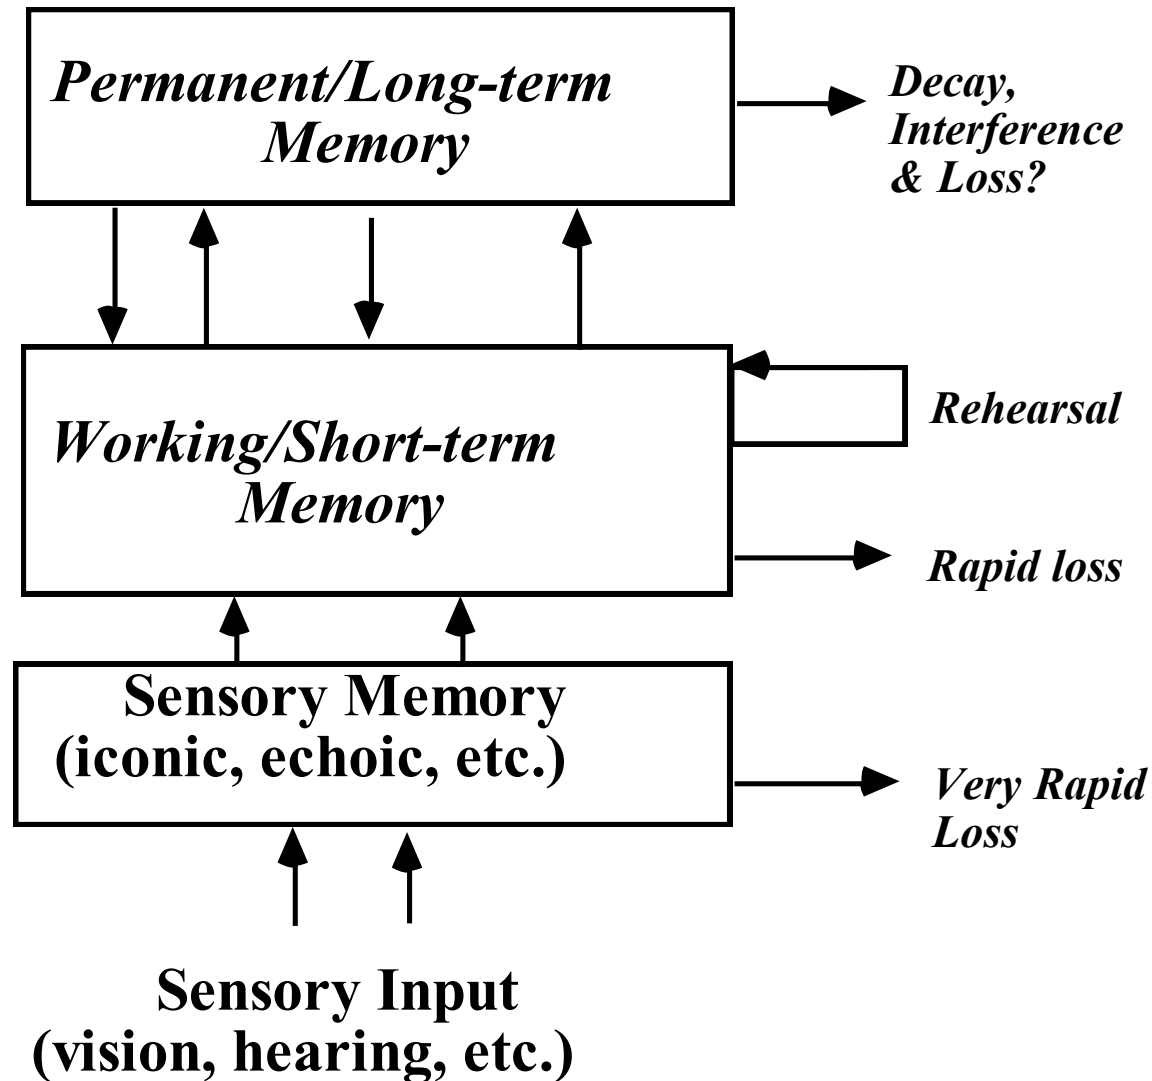 Permanent/Long-term
Memory
Decay,
Interference
& Loss?
Working/Short-term
Memory
Rehearsal
Rapid loss
Sensory Memory
(iconic, echoic, etc.)
Very Rapid
Loss
Sensory Input
(vision, hearing, etc.)